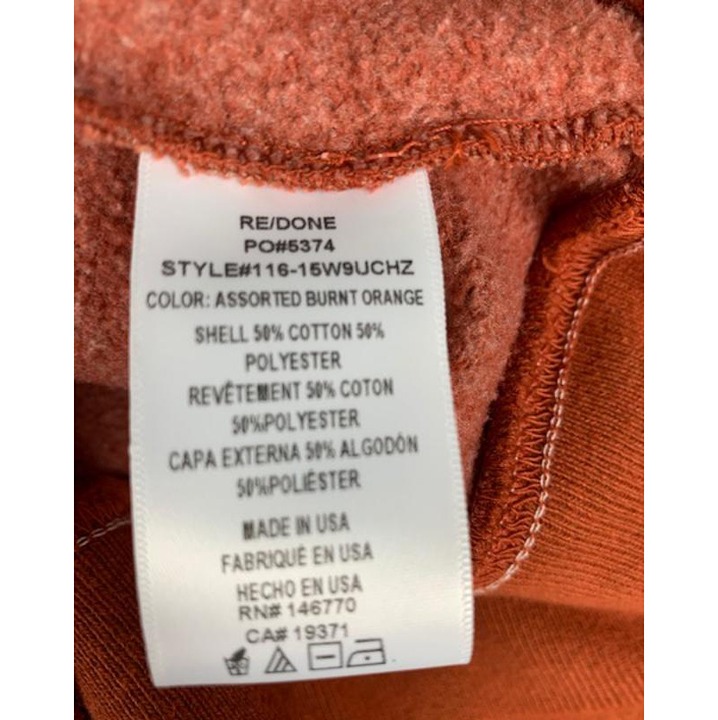 RE/DONE
PO#5374
STYLE#116-15W9UCHZ
COLOR: ASSORTED BURNT ORANGE
SHELL 50% COTTON 50%
POLYESTER
REVÊTEMENT 50% COTON
50%POLYESTER
CAPA EXTERNA 50% ALGODÓN
50%POLIÉSTER
MADE IN USA
FABRIQUÉ EN USA
HECHO EN USA
RN# 146770
CA# 19371